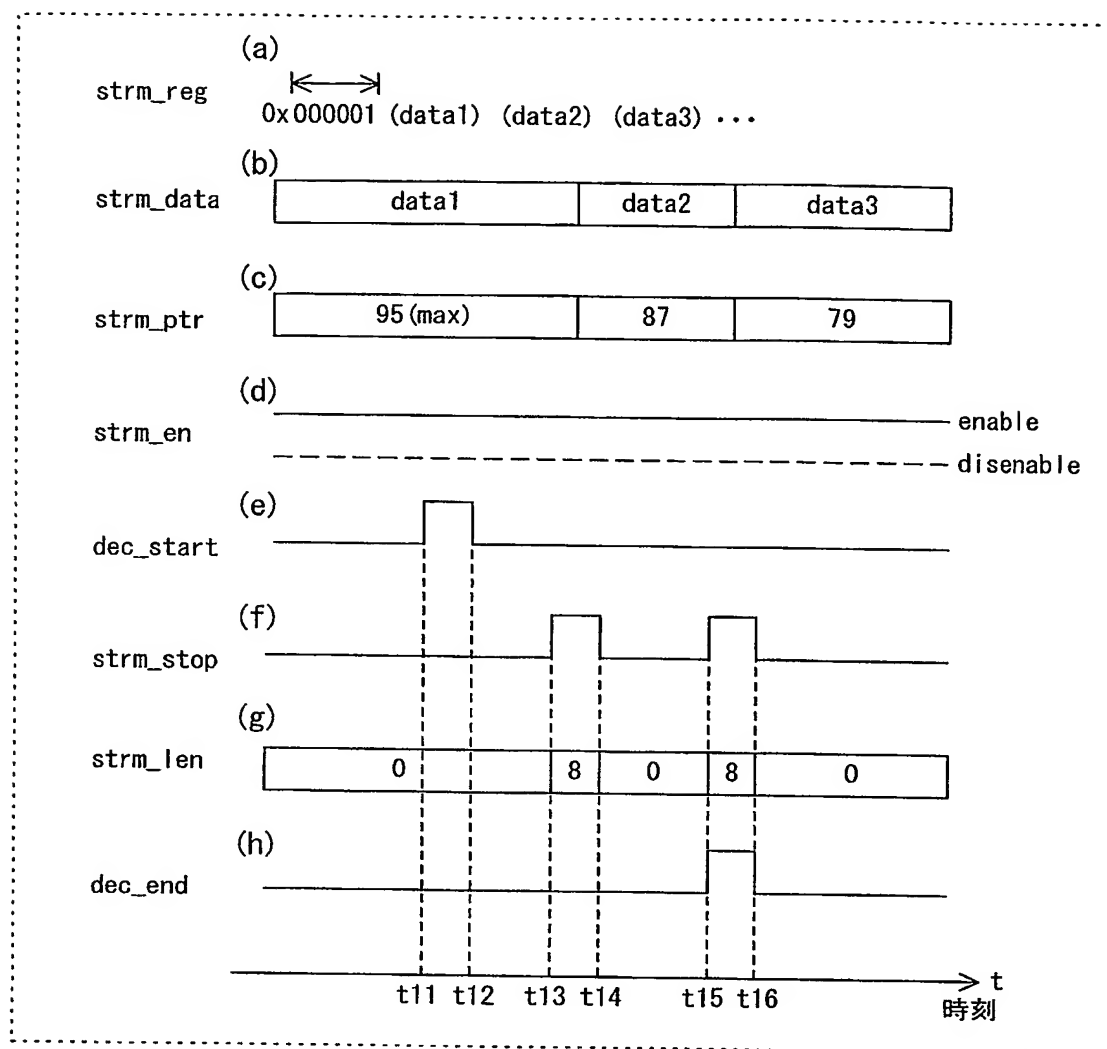 (a)
strm_reg
0x000001 (data1) (data2) (data3) ···
(b)
strm_data data1 data2 data3
(c)
strm_ptr 95(max) 87 79
(d)
strm_en enable
disenable
(e)
dec_start
(f)
strm_stop
(g)
strm_len 0 8 0 8 0
(h)
dec_end
t
t11 t12 t13 t14 t15 t16
時刻